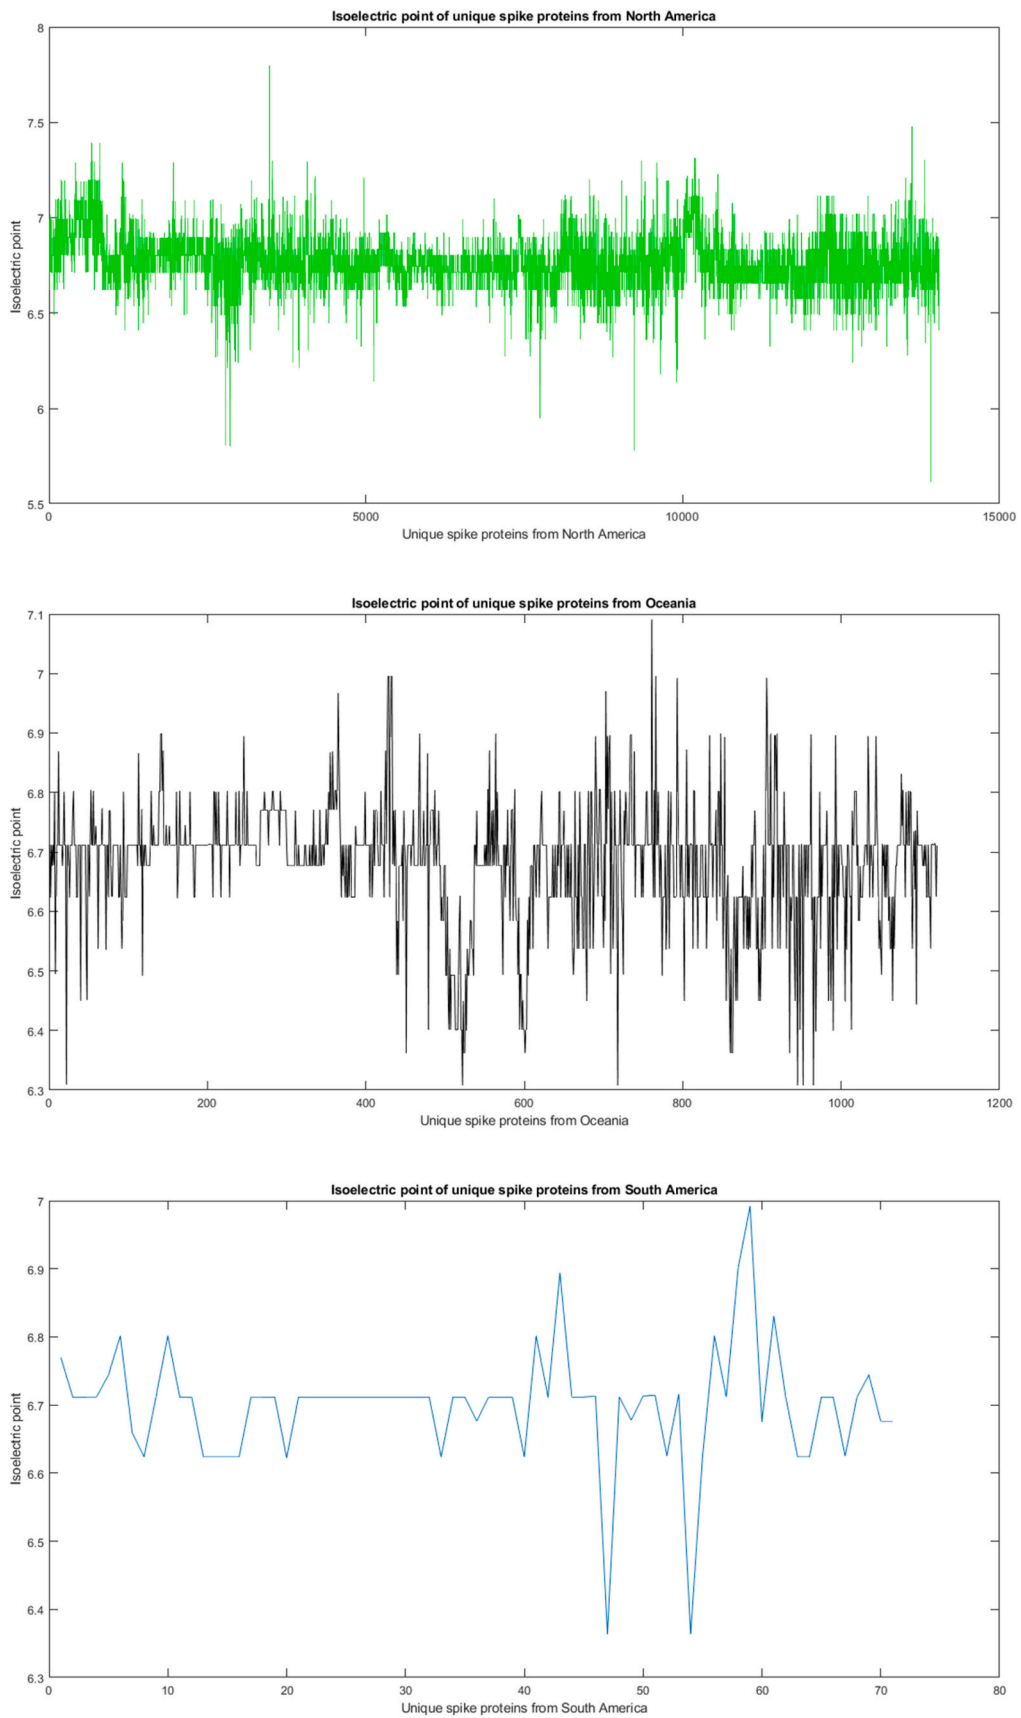 Isoelectric point of unique spike proteins from North America
8
7.5
7
6.5
6
5.5
Isoelectric point
0 5000 10000 15000
Unique spike proteins from North America
Isoelectric point of unique spike proteins from Oceania
7.1
7
6.9
6.8
6.7
6.6
6.5
6.4
6.3
Isoelectric point
0 200 400 600 800 1000 1200
Unique spike proteins from Oceania
Isoelectric point of unique spike proteins from South America
7
6.9
6.8
6.7
6.6
6.5
6.4
6.3
Isoelectric point
0 10 20 30 40 50 60 70 80
Unique spike proteins from South America